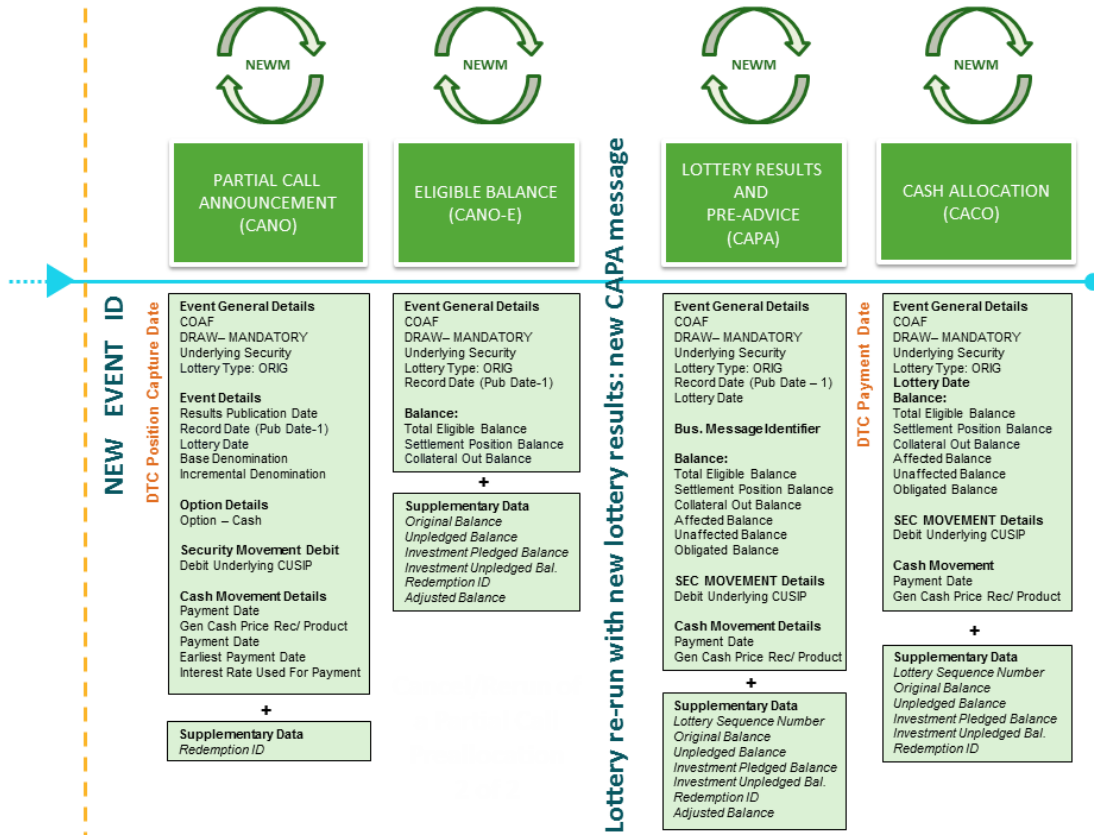 NEWM
NEWM
NEWM
NEWM
PARTIAL CALL
ANNOUNCEMENT
(CANO)
ELIGIBLE BALANCE
(CANO-E)
LOTTERY RESULTS
AND
PRE-ADVICE
(CAPA)
CASH ALLOCATION
(CACO)
NEW EVENT ID
DTC Position Capture Date
Event General Details
COAF
DRAW– MANDATORY
Underlying Security
Lottery Type: ORIG
Event Details
Results Publication Date
Record Date (Pub Date-1)
Lottery Date
Base Denomination
Incremental Denomination
Option Details
Option – Cash
Security Movement Debit
Debit Underlying CUSIP
Cash Movement Details
Payment Date
Gen Cash Price Rec/ Product
Payment Date
Earliest Payment Date
Interest Rate Used For Payment
+
Supplementary Data
Redemption ID
Event General Details
COAF
DRAW– MANDATORY
Underlying Security
Lottery Type: ORIG
Record Date (Pub Date-1)
Balance:
Total Eligible Balance
Settlement Position Balance
Collateral Out Balance
+
Supplementary Data
Original Balance
Unpledged Balance
Investment Pledged Balance
Investment Unpledged Bal.
Redemption ID
Adjusted Balance
Lottery re-run with new lottery results: new CAPA message
Event General Details
COAF
DRAW– MANDATORY
Underlying Security
Lottery Type: ORIG
Record Date (Pub Date – 1)
Lottery Date
Bus. Message Identifier
Balance:
Total Eligible Balance
Settlement Position Balance
Collateral Out Balance
Affected Balance
Unaffected Balance
Obligated Balance
SEC MOVEMENT Details
Debit Underlying CUSIP
Cash Movement Details
Payment Date
Gen Cash Price Rec/ Product
+
Supplementary Data
Lottery Sequence Number
Original Balance
Unpledged Balance
Investment Pledged Balance
Investment Unpledged Bal.
Redemption ID
Adjusted Balance
DTC Payment Date
Event General Details
COAF
DRAW– MANDATORY
Underlying Security
Lottery Type: ORIG
Lottery Date
Balance:
Total Eligible Balance
Settlement Position Balance
Collateral Out Balance
Affected Balance
Unaffected Balance
Obligated Balance
SEC MOVEMENT Details
Debit Underlying CUSIP
Cash Movement
Payment Date
Gen Cash Price Rec/ Product
+
Supplementary Data
Lottery Sequence Number
Original Balance
Unpledged Balance
Investment Pledged Balance
Investment Unpledged Bal.
Redemption ID